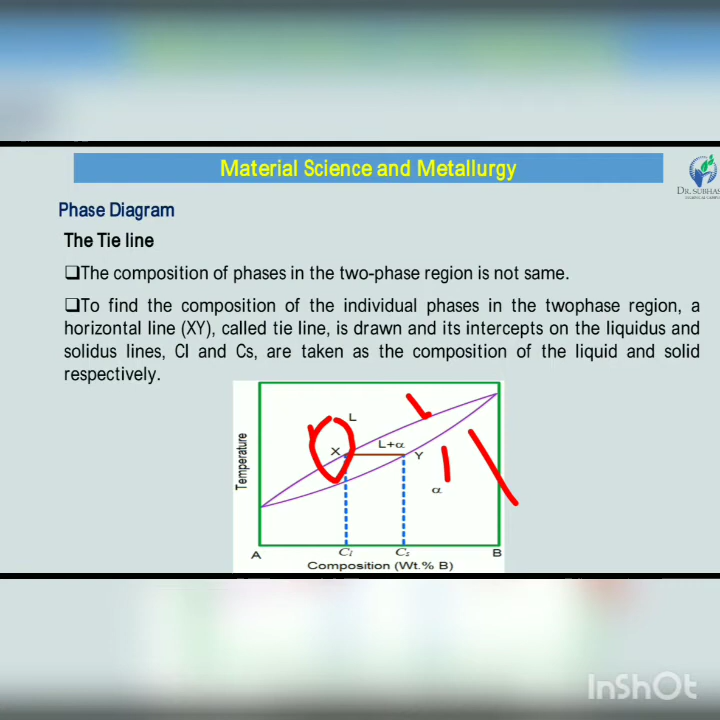 Material Science and Metallurgy
DR. SUBHAS
Phase Diagram
The Tie line
❑The composition of phases in the two-phase region is not same.
❑To find the composition of the individual phases in the twophase region, a
horizontal line (XY), called tie line, is drawn and its intercepts on the liquidus and
solidus lines, Cl and Cs, are taken as the composition of the liquid and solid
respectively.
L
L+α
X
Y
α
Temperature
A
Cl
Cs
B
Composition (Wt.% B)
InShOt